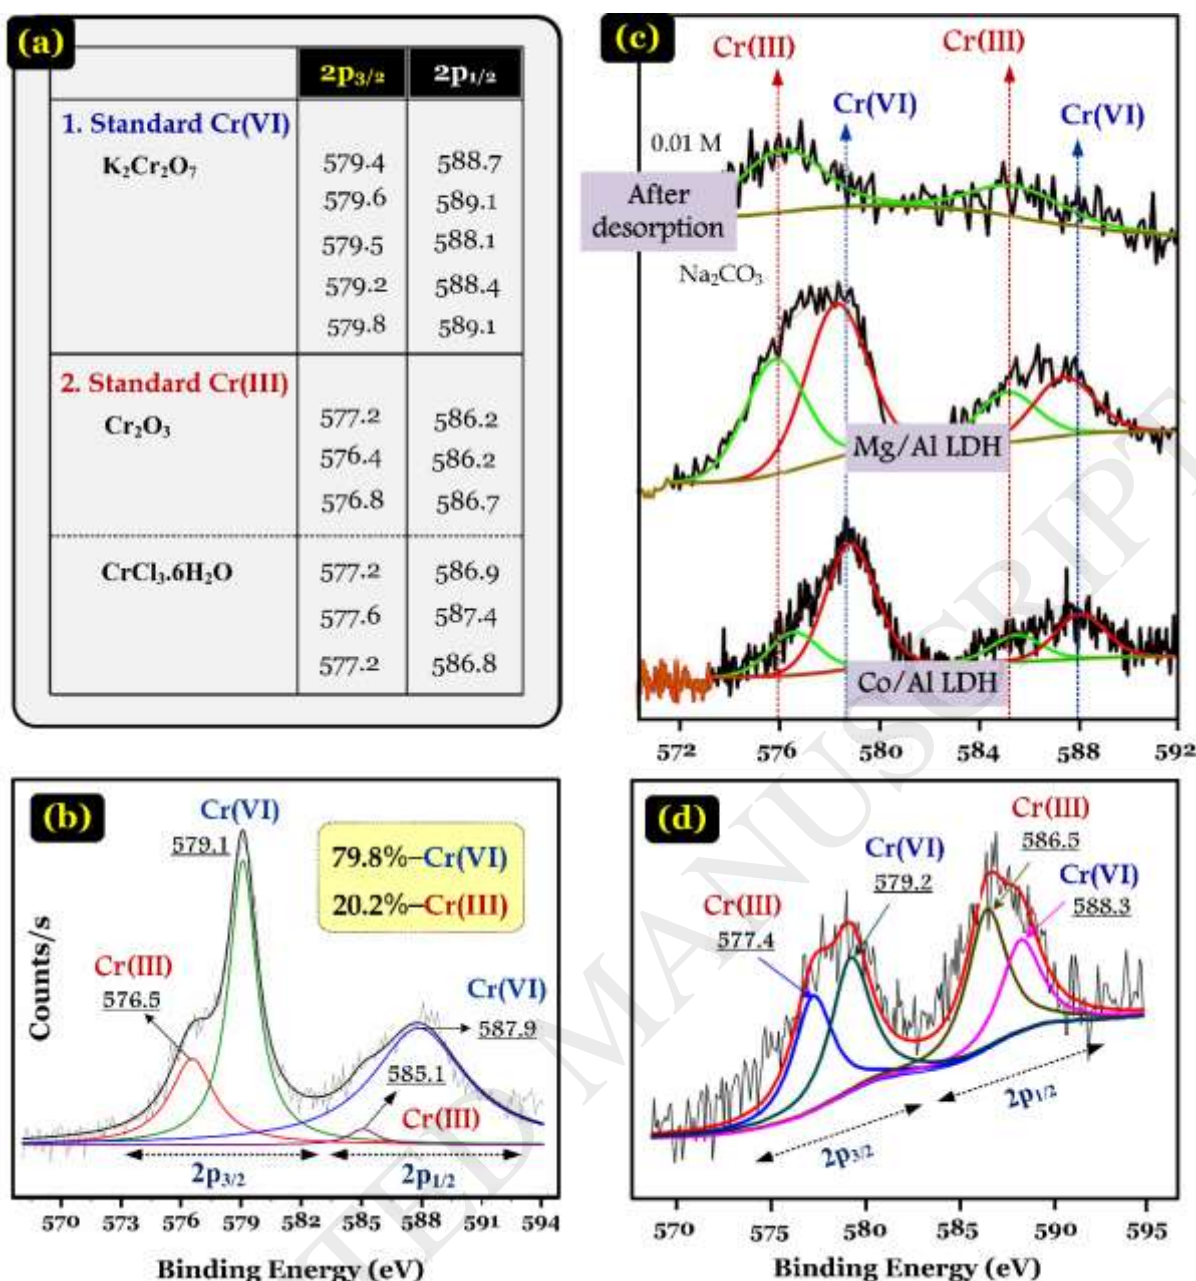 (a)
2p3/2 2p1/2
1. Standard Cr(VI)
K2Cr2O7 579.4 588.7
579.6 589.1
579.5 588.1
579.2 588.4
579.8 589.1
2. Standard Cr(III)
Cr2O3 577.2 586.2
576.4 586.2
576.8 586.7
CrCl3.6H2O 577.2 586.9
577.6 587.4
577.2 586.8
(c)
Cr(III) Cr(III)
Cr(VI) Cr(VI)
0.01 M
After
desorption
Na2CO3
Mg/Al LDH
Co/Al LDH
572 576 580 584 588 592
(b)
Cr(VI)
579.1
79.8%–Cr(VI)
20.2%–Cr(III)
Cr(III)
576.5
Cr(VI)
587.9
585.1
Cr(III)
2p3/2 2p1/2
Counts/s
570 573 576 579 582 585 588 591 594
Binding Energy (eV)
(d)
Cr(III)
586.5
Cr(VI)
579.2
Cr(VI)
588.3
Cr(III)
577.4
2p1/2
2p3/2
570 575 580 585 590 595
Binding Energy (eV)
TED MANUSCRIPT